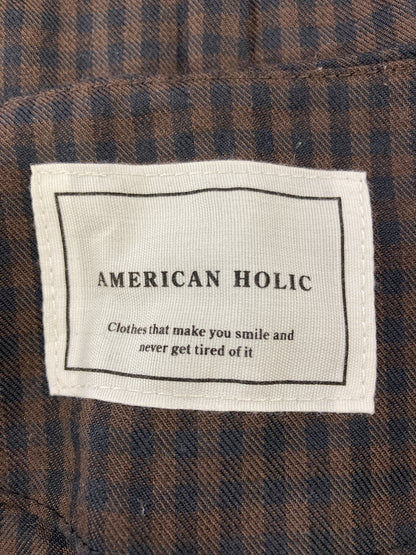 AMERICAN HOLIC
Clothes that make you smile and
never get tired of it